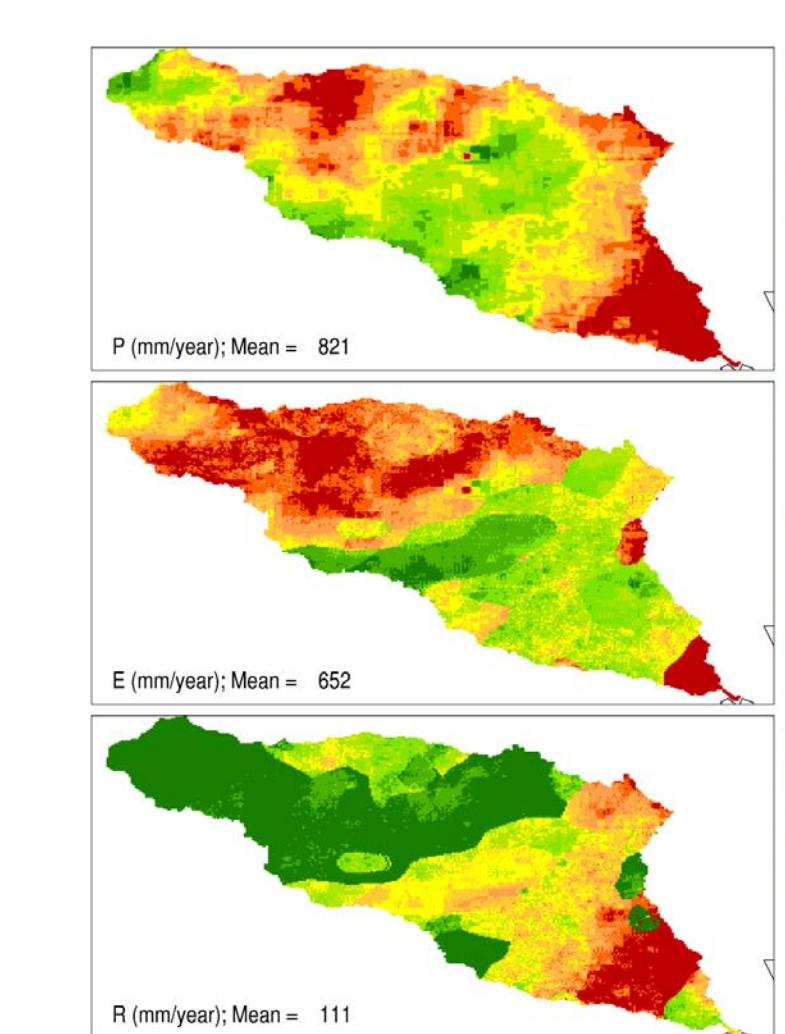 P (mm/year); Mean = 821
E (mm/year); Mean = 652
R (mm/year); Mean = 111